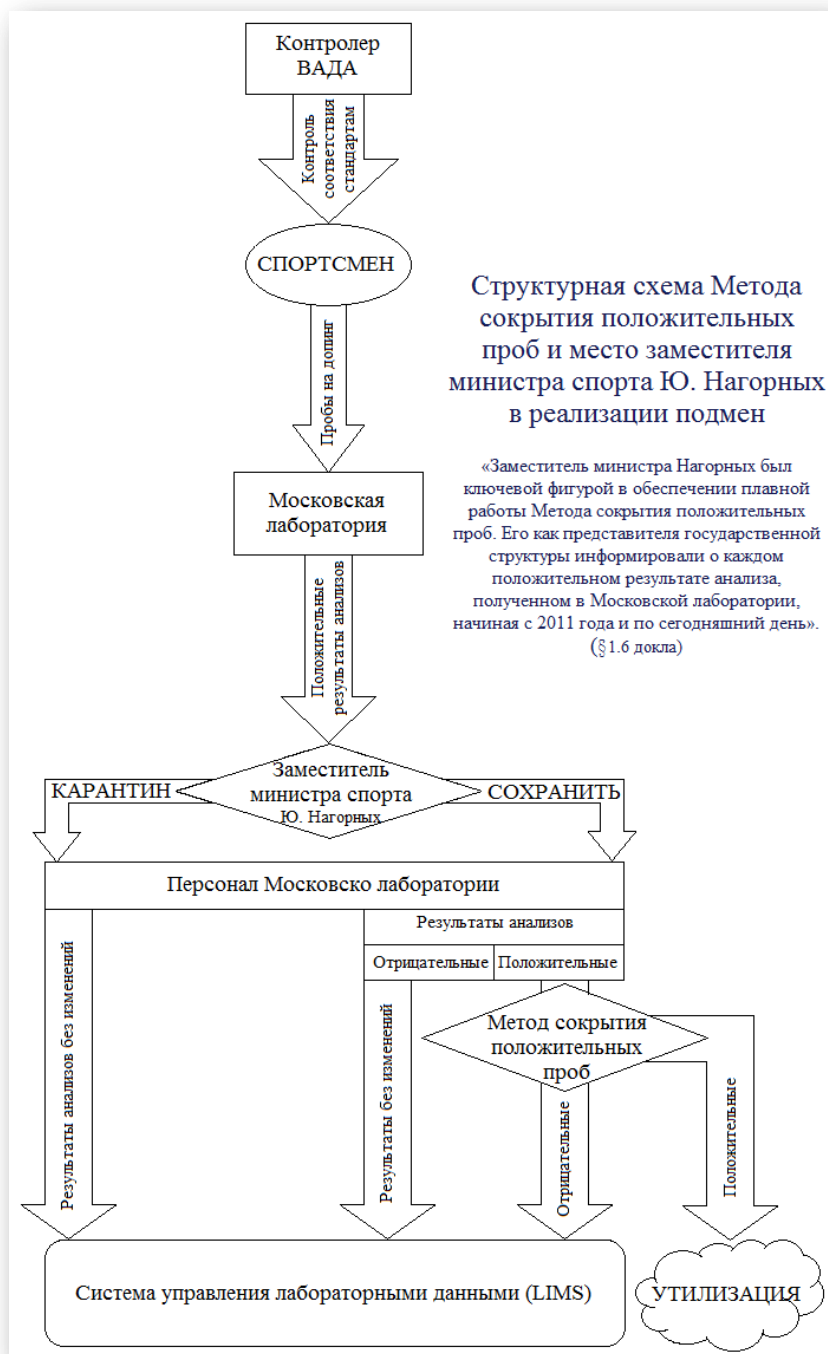 Контролер
ВАДА
Контроль
соответствия
стандартам
СПОРТСМЕН
Пробы на допинг
Структурная схема Метода
сокрытия положительных
проб и место заместителя
министра спорта Ю. Нагорных
в реализации подмен
«Заместитель министра Нагорных был
ключевой фигурой в обеспечении плавной
работы Метода сокрытия положительных
проб. Его как представителя государственной
структуры информировали о каждом
положительном результате анализа,
полученном в Московской лаборатории,
начиная с 2011 года и по сегодняшний день».
(§1.6 докла)
Московская
лаборатория
Положительные
результаты анализов
КАРАНТИН
Заместитель
министра спорта
Ю. Нагорных
СОХРАНИТЬ
Персонал Московско лаборатории
Результаты анализов
Отрицательные
Положительные
Результаты анализов без изменений
Результаты без изменений
Метод сокрытия
положительных
проб
Отрицательные
Положительные
Система управления лабораторными данными (LIMS)
УТИЛИЗАЦИЯ